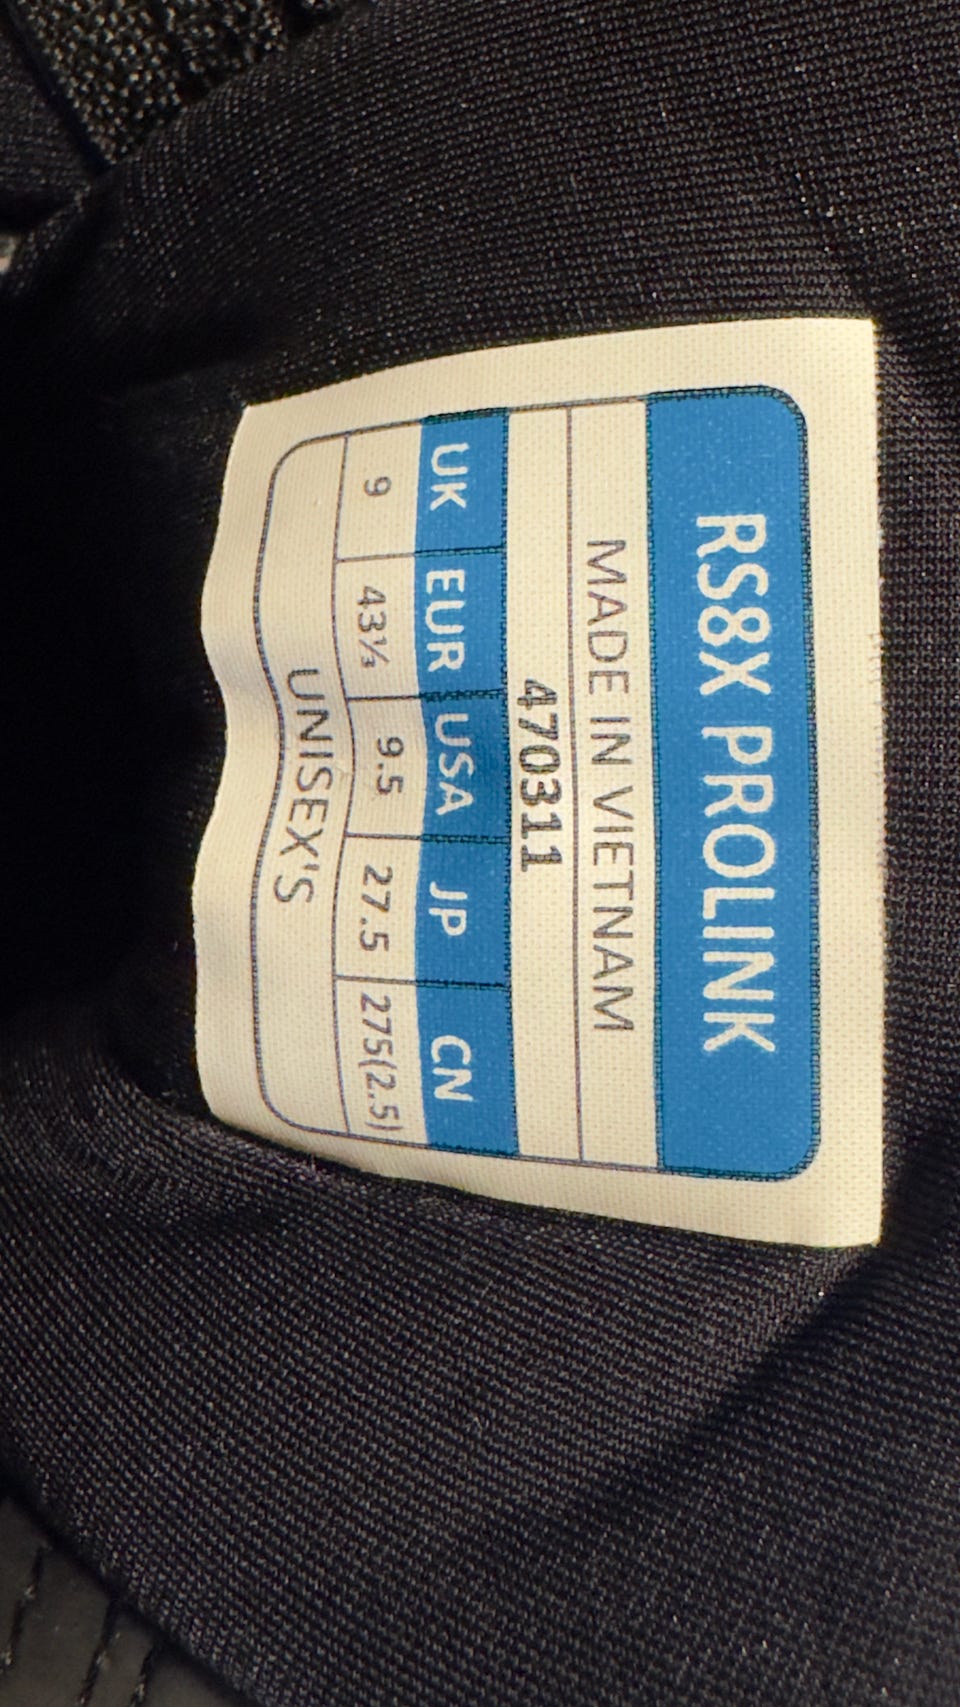 RS8X PROLINK
MADE IN VIETNAM
470311
UK EUR USA JP CN
9 43⅓ 9.5 27.5 275(2.5)
UNISEX'S